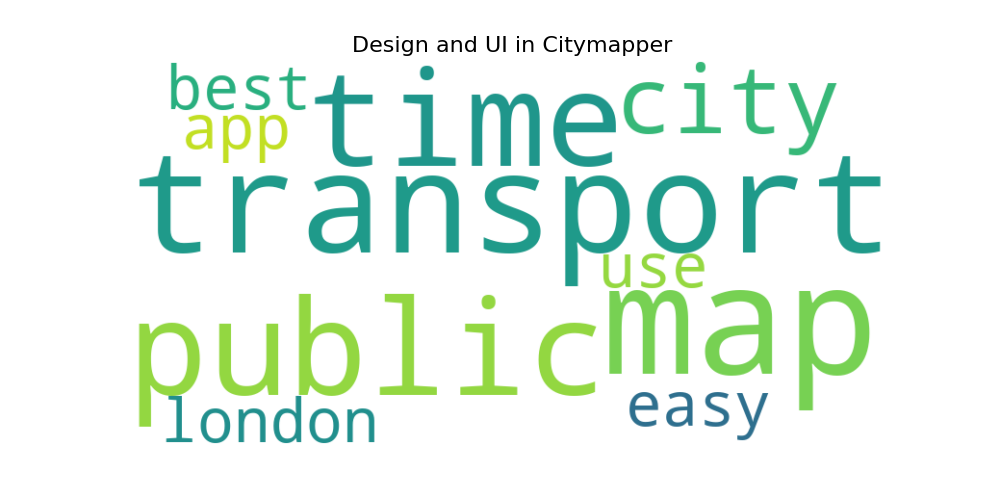 Design and UI in Citymapper
best time city
app
transport
use
public map
london easy